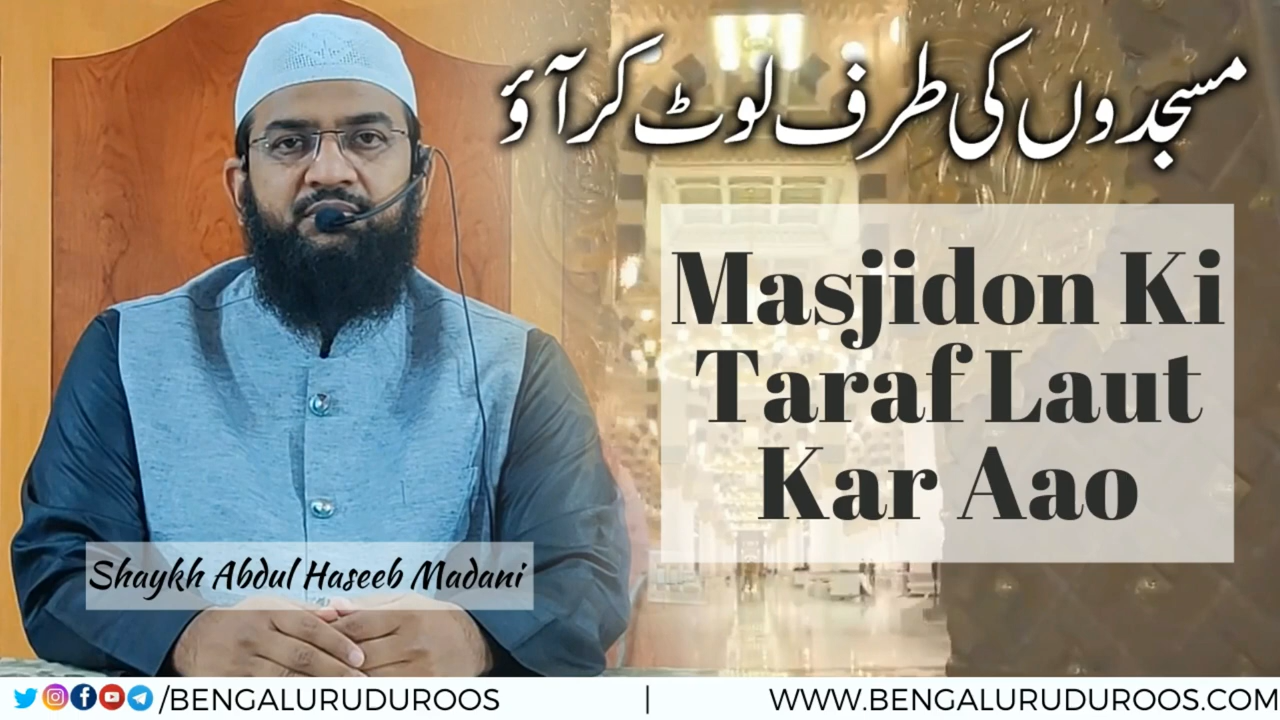 مسجدوں کی طرف لوٹ کر آؤ
Masjidon Ki
Taraf Laut
Kar Aao
Shaykh Abdul Haseeb Madani
/BENGALURUDUROOS | WWW.BENGALURUDUROOS.COM